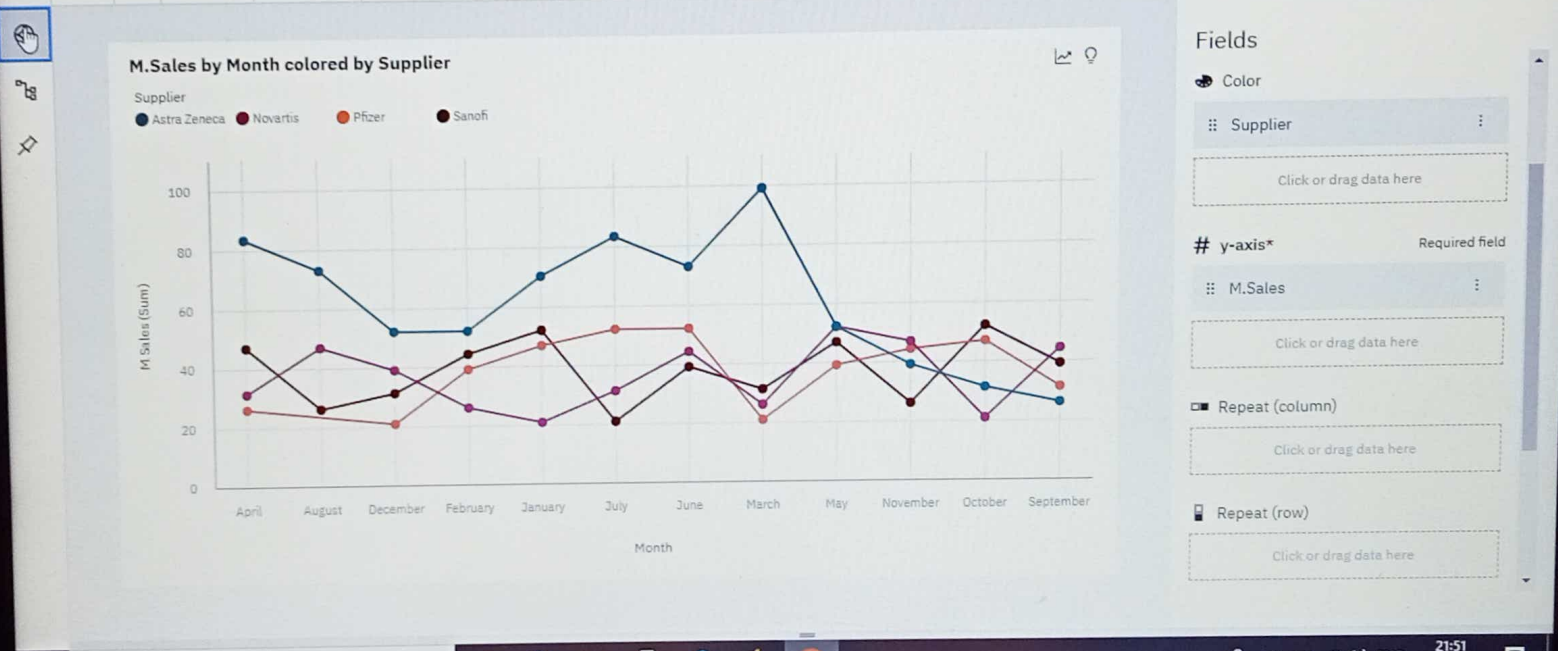 M.Sales by Month colored by Supplier
Supplier
Astra Zeneca Novartis Pfizer Sanofi
100
80
60
40
20
0
M.Sales (Sum)
April August December February January July June March May November October September
Month
Fields
Color
Supplier
Click or drag data here
# y-axis* Required field
M.Sales
Click or drag data here
Repeat (column)
Click or drag data here
Repeat (row)
Click or drag data here
21:51